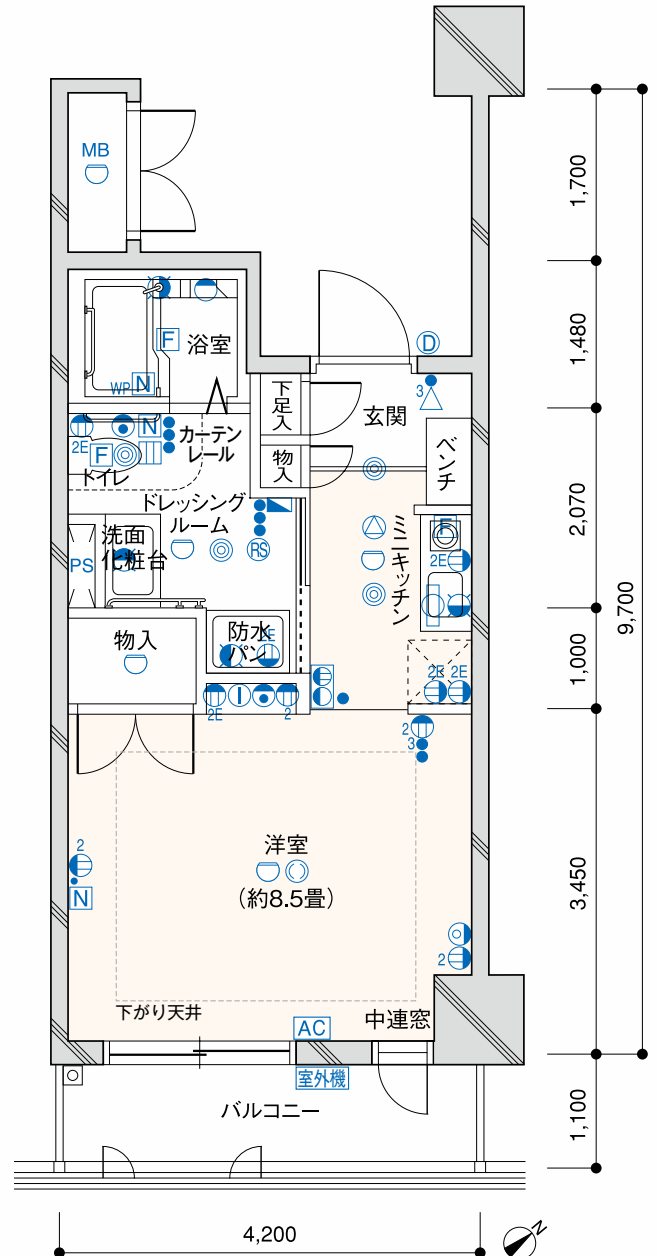 MB
1,700
1,480
浴室
F
D
WP N
下足入
玄関
3
2E
N
カーテン
レール
F
トイレ
物入
ベンチ
2,070
ドレッシング
ルーム
RS
洗面
化粧台
PS
ミニキッチン
F
2E
9,700
物入
防水
パン
2E
1,000
2E 2E
2E
2
2
3
2
N
洋室
(約8.5畳)
3,450
2
下がり天井
AC
中連窓
室外機
バルコニー
1,100
4,200
N